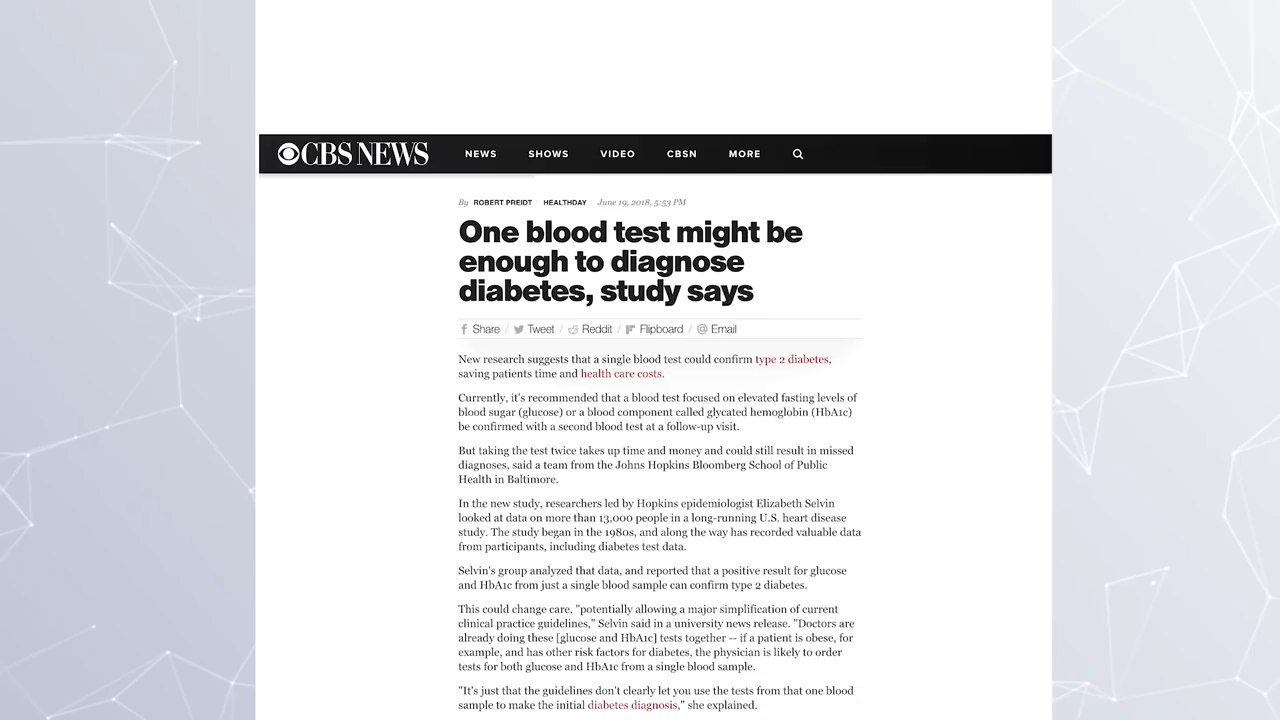 CBS NEWS NEWS SHOWS VIDEO CBSN MORE
By ROBERT PREIDT / HEALTHDAY / June 19, 2018, 5:53 PM
One blood test might be
enough to diagnose
diabetes, study says
Share / Tweet / Reddit / Flipboard / Email
New research suggests that a single blood test could confirm type 2 diabetes,
saving patients time and health care costs.
Currently, it's recommended that a blood test focused on elevated fasting levels of
blood sugar (glucose) or a blood component called glycated hemoglobin (HbA1c)
be confirmed with a second blood test at a follow-up visit.
But taking the test twice takes up time and money and could still result in missed
diagnoses, said a team from the Johns Hopkins Bloomberg School of Public
Health in Baltimore.
In the new study, researchers led by Hopkins epidemiologist Elizabeth Selvin
looked at data on more than 13,000 people in a long-running U.S. heart disease
study. The study began in the 1980s, and along the way has recorded valuable data
from participants, including diabetes test data.
Selvin's group analyzed that data, and reported that a positive result for glucose
and HbA1c from just a single blood sample can confirm type 2 diabetes.
This could change care, "potentially allowing a major simplification of current
clinical practice guidelines," Selvin said in a university news release. "Doctors are
already doing these [glucose and HbA1c] tests together -- if a patient is obese, for
example, and has other risk factors for diabetes, the physician is likely to order
tests for both glucose and HbA1c from a single blood sample.
"It's just that the guidelines don't clearly let you use the tests from that one blood
sample to make the initial diabetes diagnosis," she explained.